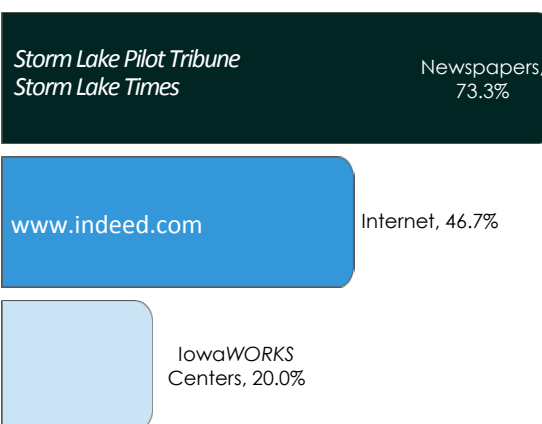 Storm Lake Pilot Tribune
Storm Lake Times
Newspapers,
73.3%
www.indeed.com
Internet, 46.7%
IowaWORKS
Centers, 20.0%